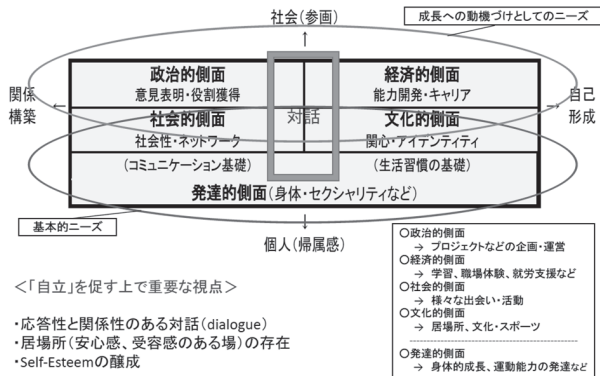 社会(参画)
成長への動機づけとしてのニーズ
政治的側面
意見表明・役割獲得
経済的側面
能力開発・キャリア
関係
構築
対話
自己
形成
社会的側面
社会性・ネットワーク
文化的側面
関心・アイデンティティ
(コミュニケーション基礎)
(生活習慣の基礎)
発達的側面(身体・セクシャリティなど)
基本的ニーズ
個人(帰属感)
＜「自立」を促す上で重要な視点＞
・応答性と関係性のある対話(dialogue)
・居場所(安心感、受容感のある場)の存在
・Self-Esteemの醸成
〇政治的側面
→ プロジェクトなどの企画・運営
〇経済的側面
→ 学習、職場体験、就労支援など
〇社会的側面
→ 様々な出会い・活動
〇文化的側面
→ 居場所、文化・スポーツ
〇発達的側面
→ 身体的成長、運動能力の発達など